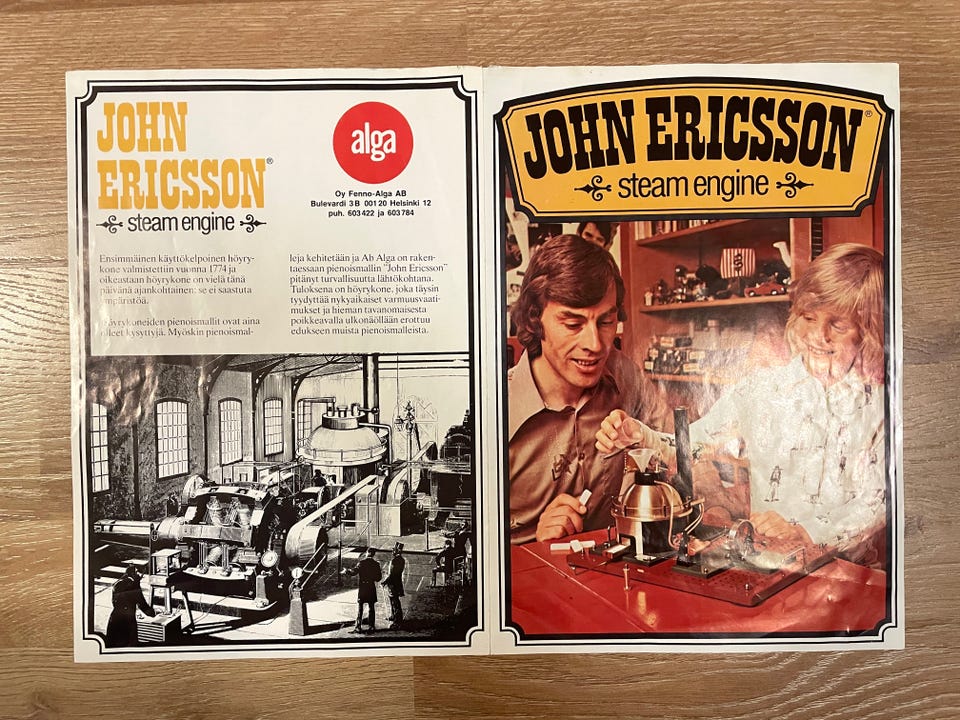 JOHN
ERICSSON®
steam engine
alga
Oy Fenno-Alga AB
Bulevardi 3 B 00120 Helsinki 12
puh. 603422 ja 603784
Ensimmäinen käyttökelpoinen höyry-
kone valmistettiin vuonna 1774 ja
oikeastaan höyrykone on vielä tänä
päivänä ajankohtainen: se ei saastuta
ympäristöä.
Höyrykoneiden pienoismallit ovat aina
olleet kysyttyjä. Myöskin pienoismal-
leja kehitetään ja Ab Alga on raken-
taessaan pienoismallin "John Ericsson"
pitänyt turvallisuutta lähtökohtana.
Tuloksena on höyrykone, joka täysin
tyydyttää nykyaikaiset varmuusvaati-
mukset ja hieman tavanomaisesta
poikkeavalla ulkonäöllään erottuu
edukseen muista pienoismalleista.
JOHN ERICSSON®
steam engine